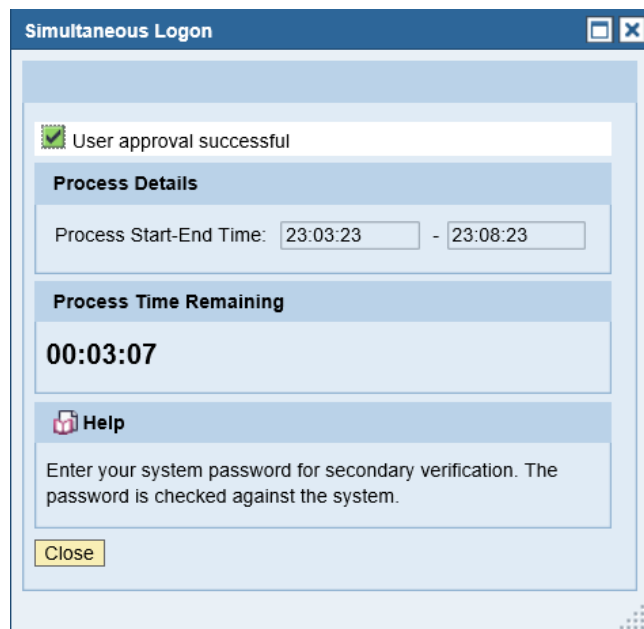 Simultaneous Logon
User approval successful
Process Details
Process Start-End Time: 23:03:23 - 23:08:23
Process Time Remaining
00:03:07
Help
Enter your system password for secondary verification. The
password is checked against the system.
Close